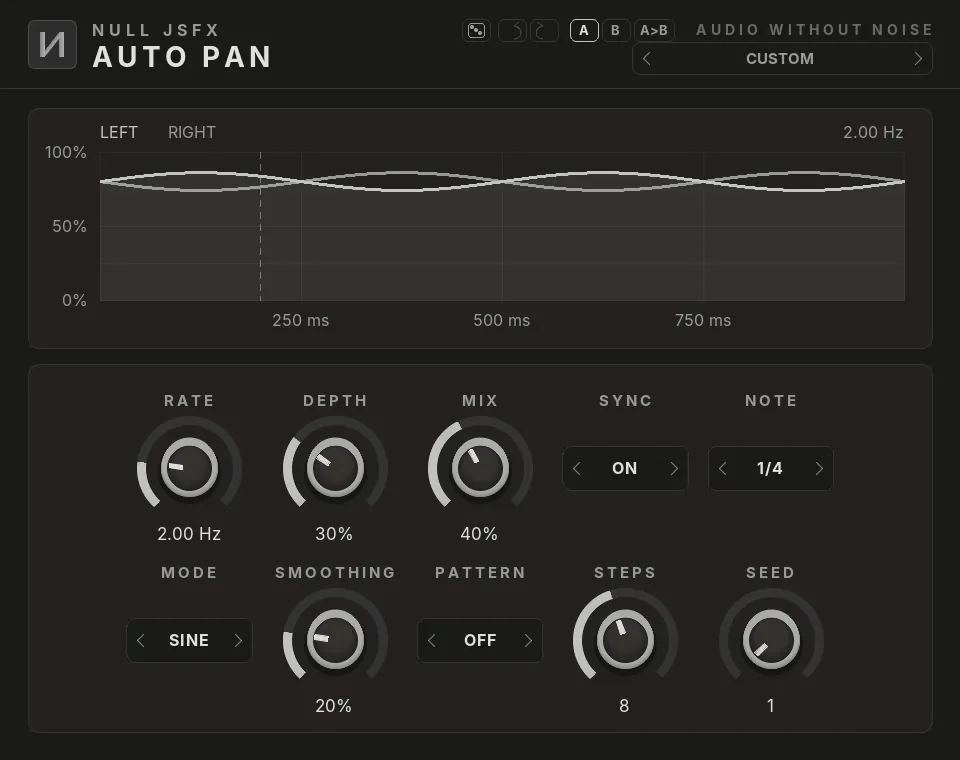 NULL JSFX
AUTO PAN
A B A>B
AUDIO WITHOUT NOISE
CUSTOM
LEFT RIGHT 2.00 Hz
100%
50%
0%
250 ms 500 ms 750 ms
RATE DEPTH MIX SYNC NOTE
ON 1/4
2.00 Hz 30% 40%
MODE SMOOTHING PATTERN STEPS SEED
SINE OFF
20% 8 1